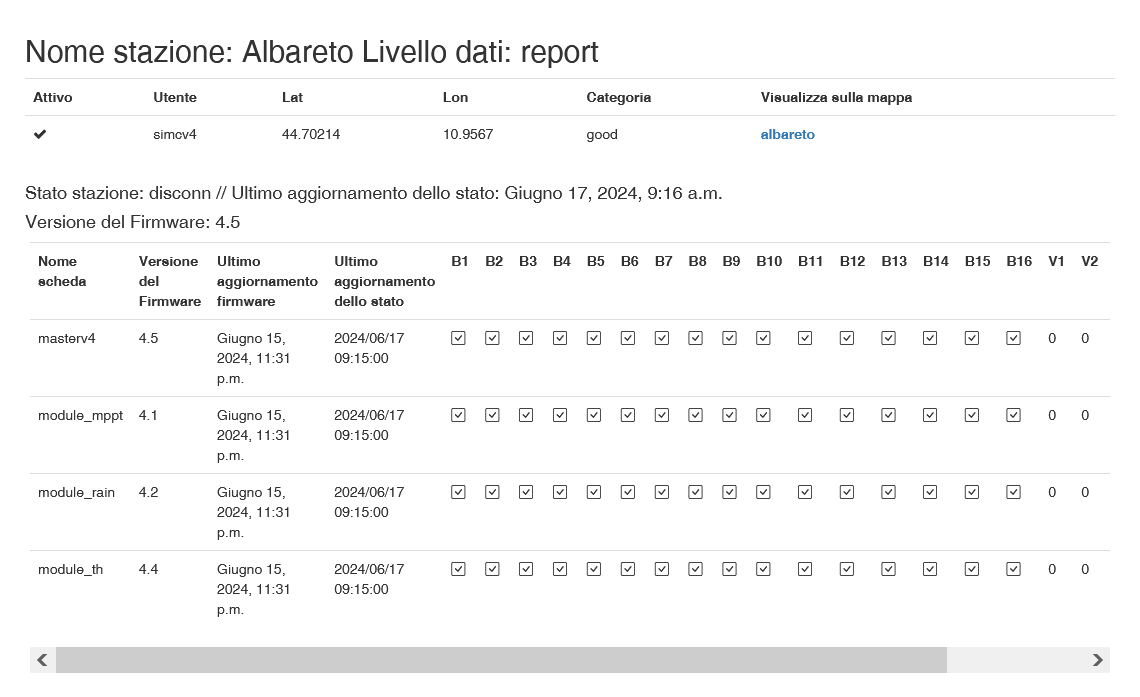 Nome stazione: Albareto Livello dati: report
Attivo Utente Lat Lon Categoria Visualizza sulla mappa
simcv4 44.70214 10.9567 good albareto
Stato stazione: disconn // Ultimo aggiornamento dello stato: Giugno 17, 2024, 9:16 a.m.
Versione del Firmware: 4.5
Nome Versione Ultimo Ultimo B1 B2 B3 B4 B5 B6 B7 B8 B9 B10 B11 B12 B13 B14 B15 B16 V1 V2
scheda del aggiornamento aggiornamento
Firmware firmware dello stato
masterv4 4.5 Giugno 15, 2024/06/17 0 0
2024, 11:31 09:15:00
p.m.
module_mppt 4.1 Giugno 15, 2024/06/17 0 0
2024, 11:31 09:15:00
p.m.
module_rain 4.2 Giugno 15, 2024/06/17 0 0
2024, 11:31 09:15:00
p.m.
module_th 4.4 Giugno 15, 2024/06/17 0 0
2024, 11:31 09:15:00
p.m.